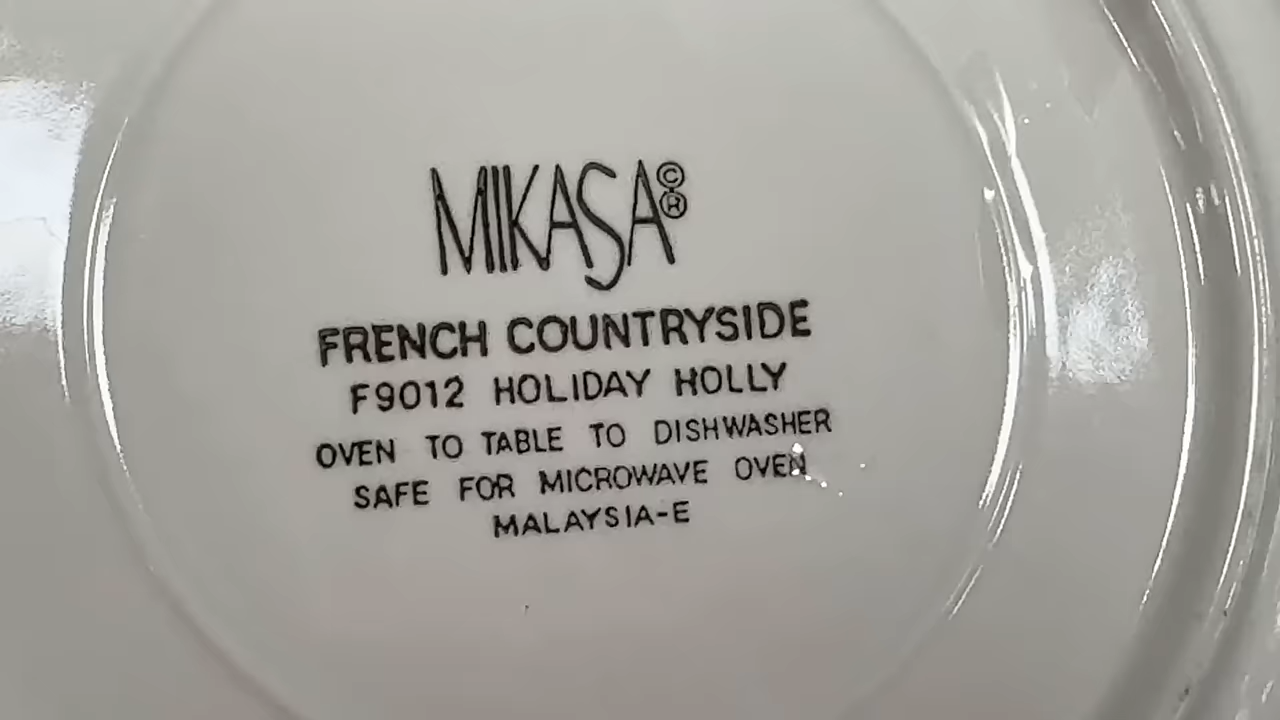 MIKASA©®
FRENCH COUNTRYSIDE
F9012 HOLIDAY HOLLY
OVEN TO TABLE TO DISHWASHER
SAFE FOR MICROWAVE OVEN
MALAYSIA-E